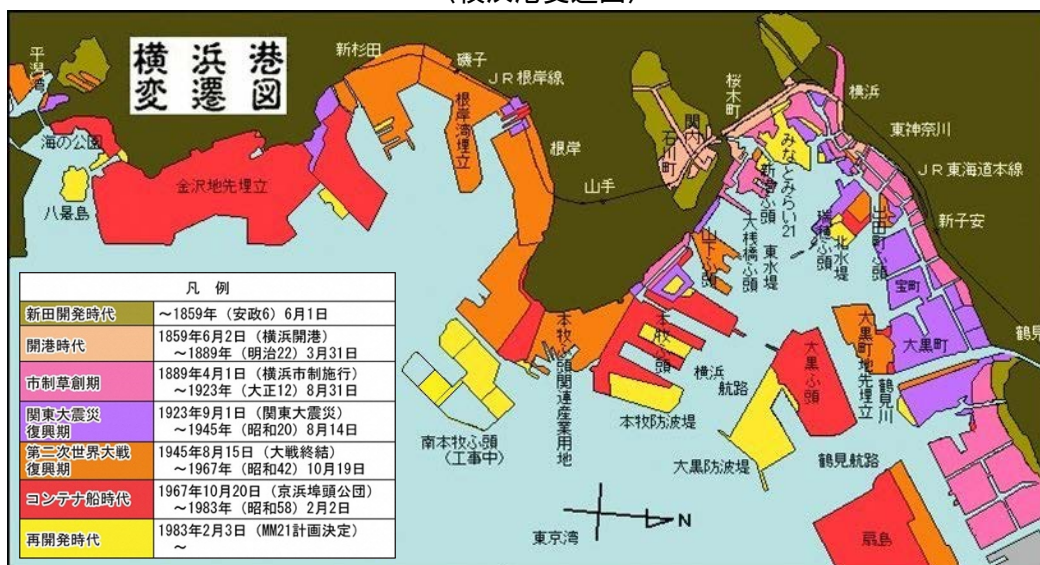 横浜港
変遷図
平潟湾
海の公園
八景島
金沢地先埋立
新杉田
磯子
JR根岸線
根岸湾埋立
根岸
山手
石川町
関内
桜木町
横浜
東神奈川
JR東海道本線
新子安
鶴見
みなとみらい21
新港ふ頭
大桟橋ふ頭
東水堤
山下ふ頭
瑞穂ふ頭
北水堤
山田町ふ頭
宝町
大黒町
大黒町地先埋立
鶴見川
本牧ふ頭
本牧ふ頭関連産業用地
横浜
航路
大黒ふ頭
本牧防波堤
大黒防波堤
鶴見航路
南本牧ふ頭
(工事中)
東京湾
N
扇島
凡 例
新田開発時代 ~1859年(安政6)6月1日
開港時代 1859年6月2日(横浜開港)
~1889年(明治22)3月31日
市制草創期 1889年4月1日(横浜市制施行)
~1923年(大正12)8月31日
関東大震災 1923年9月1日(関東大震災)
復興期 ~1945年(昭和20)8月14日
第二次世界大戦 1945年8月15日(大戦終結)
復興期 ~1967年(昭和42)10月19日
コンテナ船時代 1967年10月20日(京浜埠頭公団)
~1983年(昭和58)2月2日
再開発時代 1983年2月3日(MM21計画決定)
~